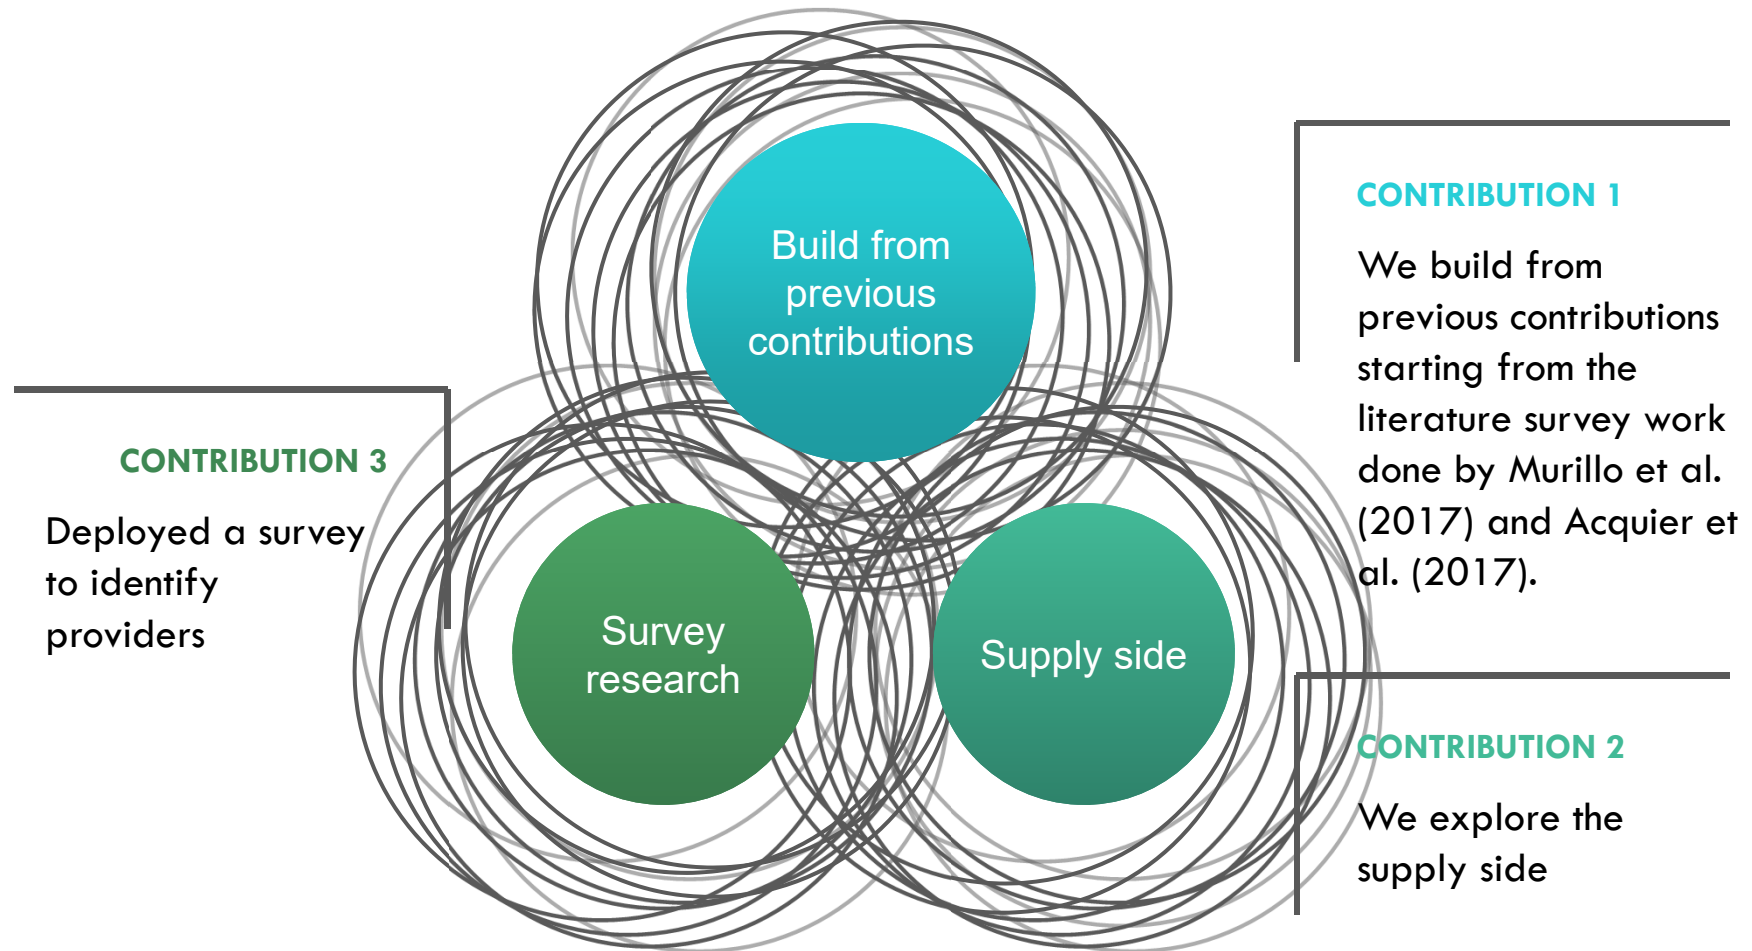 Build from
previous
contributions
CONTRIBUTION 1
We build from
previous contributions
starting from the
literature survey work
done by Murillo et al.
(2017) and Acquier et
al. (2017).
Supply side
CONTRIBUTION 2
We explore the
supply side
Survey
research
CONTRIBUTION 3
Deployed a survey
to identify
providers